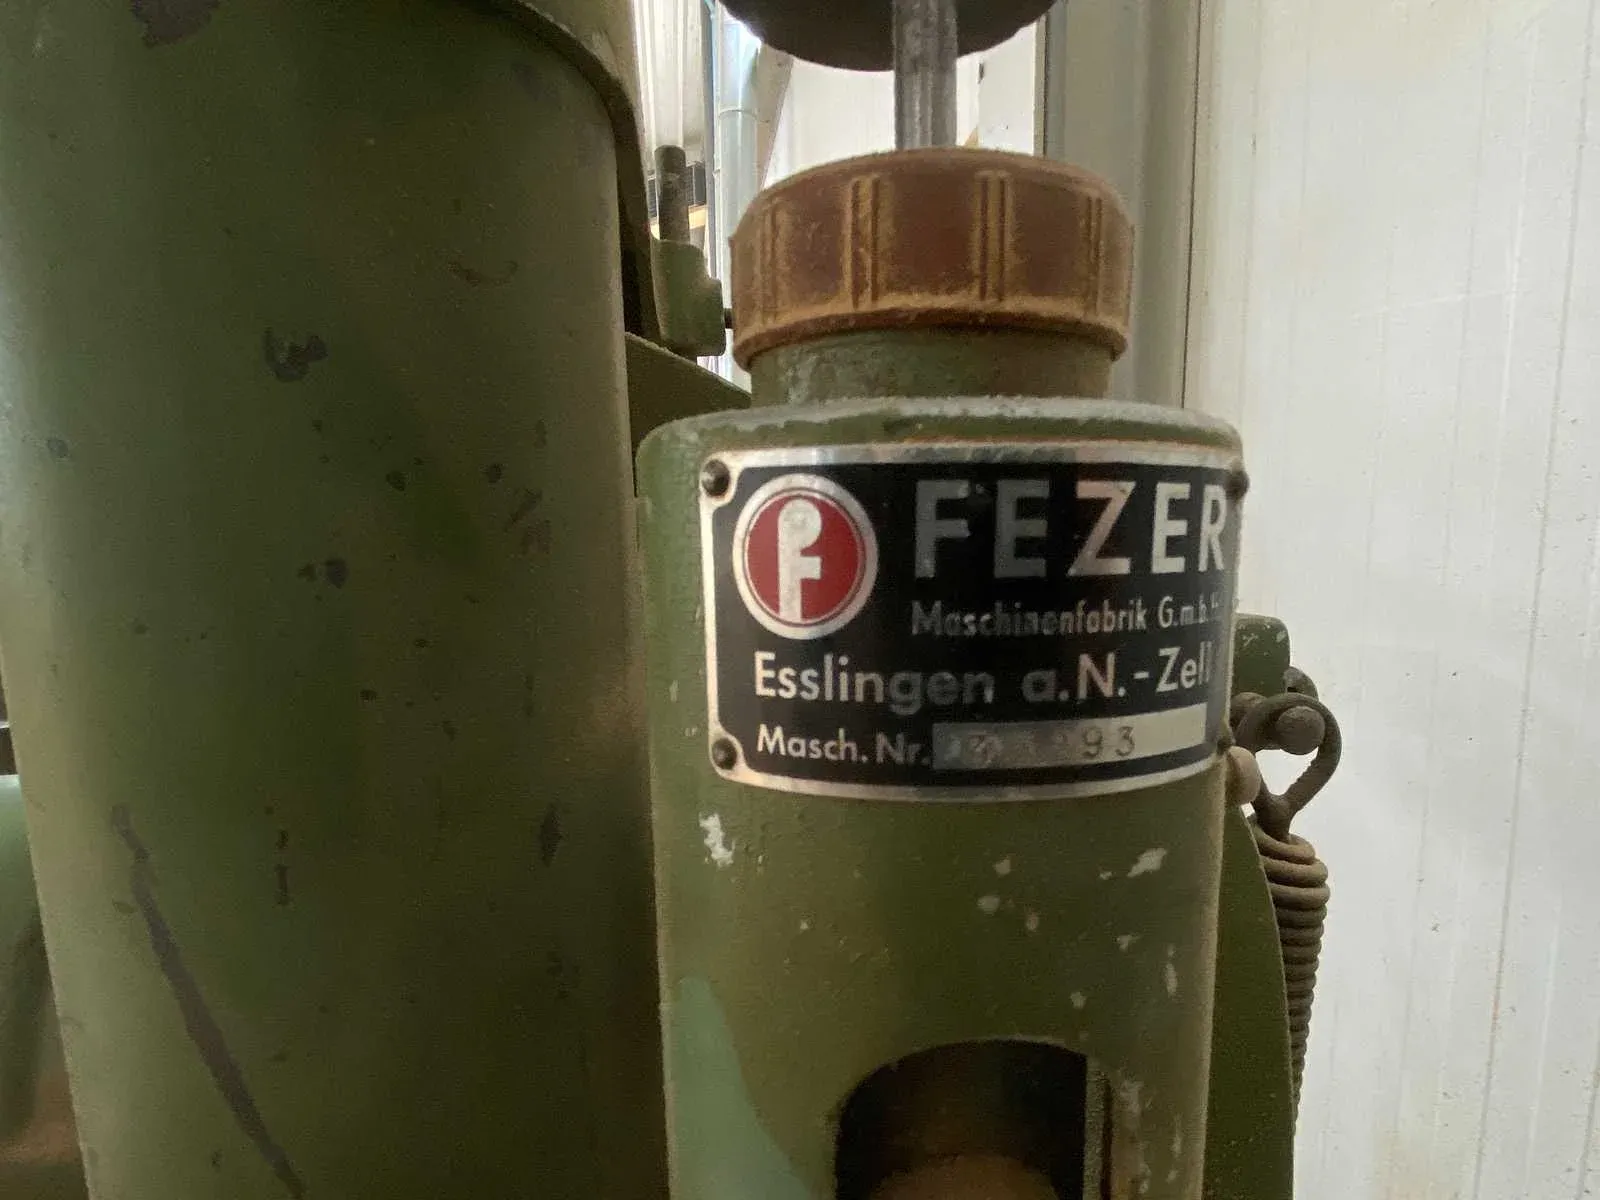 FEZER
Maschinenfabrik G.m.b.H
Esslingen a.N.-Zell
Masch. Nr.